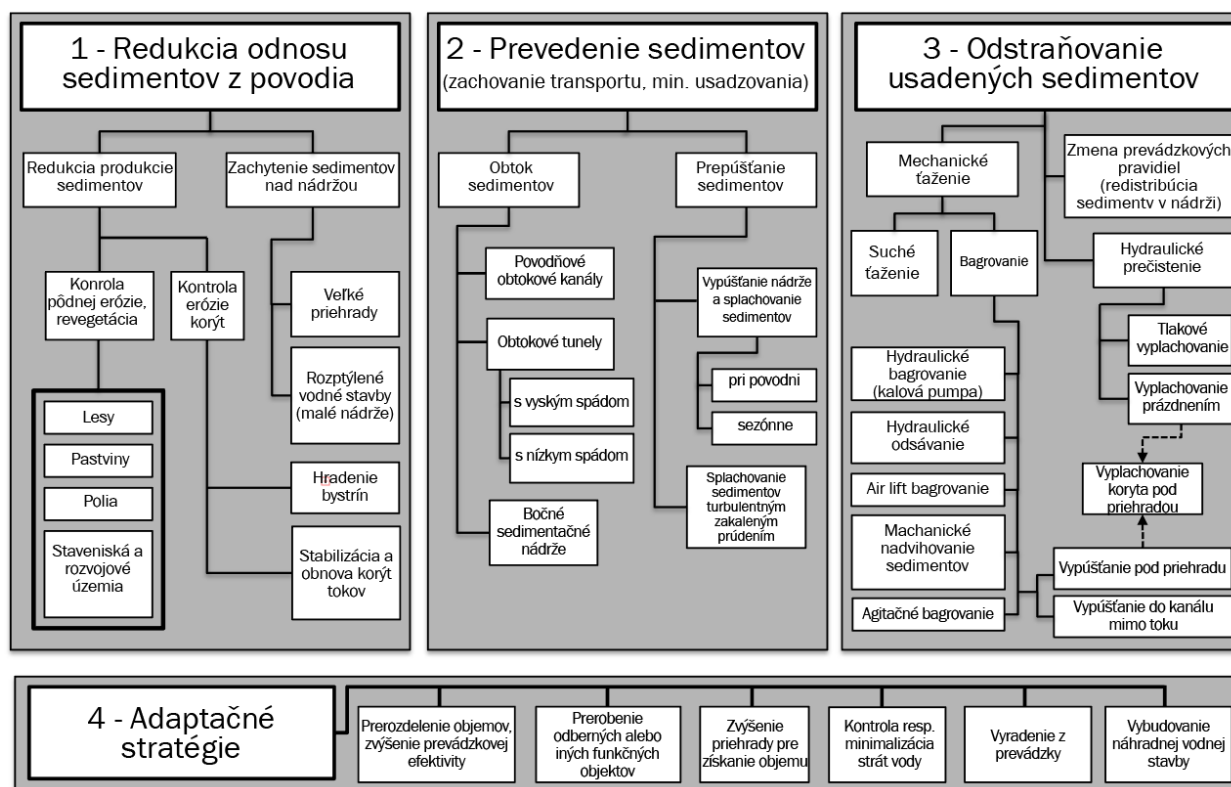 1 - Redukcia odnosu
sedimentov z povodia
Redukcia produkcie
sedimentov
Zachytenie sedimentov
nad nádržou
Konrola
pôdnej erózie,
revegetácia
Kontrola
erózie
korýt
Veľké
priehrady
Rozptýlené
vodné stavby
(malé nádrže)
Lesy
Pastviny
Polia
Staveniská a
rozvojové
územia
Hradenie
bystrín
Stabilizácia a
obnova korýt
tokov
2 - Prevedenie sedimentov
(zachovanie transportu, min. usadzovania)
Obtok
sedimentov
Prepúšťanie
sedimentov
Povodňové
obtokové kanály
Obtokové tunely
s vyským spádom
s nízkym spádom
Bočné
sedimentačné
nádrže
Vypúšťanie nádrže
a splachovanie
sedimentov
pri povodni
sezónne
Splachovanie
sedimentov
turbulentným
zakaleným
prúdením
3 - Odstraňovanie
usadených sedimentov
Mechanické
ťaženie
Zmena prevádzkových
pravidiel
(redistribúcia
sedimentv v nádrži)
Suché
ťaženie
Bagrovanie
Hydraulické
prečistenie
Hydraulické
bagrovanie
(kalová pumpa)
Hydraulické
odsávanie
Air lift bagrovanie
Machanické
nadvihovanie
sedimentov
Agitačné bagrovanie
Tlakové
vyplachovanie
Vyplachovanie
prázdnením
Vyplachovanie
koryta pod
priehradou
Vypúšťanie pod priehradu
Vypúšťanie do kanálu
mimo toku
4 - Adaptačné
stratégie
Prerozdelenie objemov,
zvýšenie prevádzkovej
efektivity
Prerobenie
odberných alebo
iných funkčných
objektov
Zvýšenie
priehrady pre
získanie objemu
Kontrola resp.
minimalizácia
strát vody
Vyradenie z
prevádzky
Vybudovanie
náhradnej vodnej
stavby